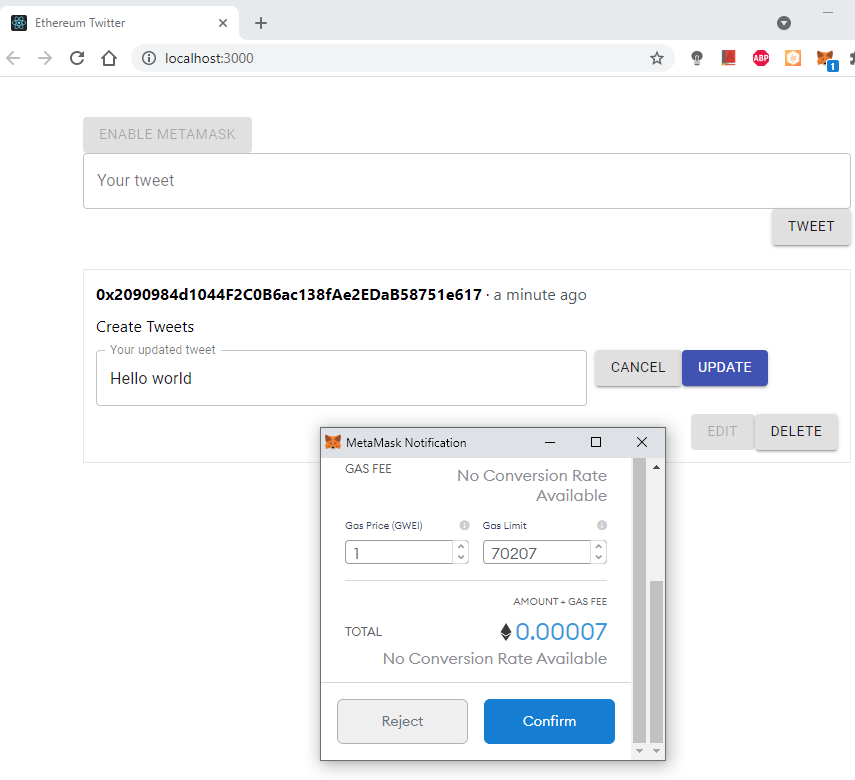 Ethereum Twitter
localhost:3000
ABP
1
ENABLE METAMASK
Your tweet
TWEET
0x2090984d1044F2C0B6ac138fAe2EDaB58751e617 · a minute ago
Create Tweets
Your updated tweet
Hello world
CANCEL UPDATE
EDIT DELETE
MetaMask Notification
GAS FEE
No Conversion Rate
Available
Gas Price (GWEI) Gas Limit
1 70207
AMOUNT + GAS FEE
TOTAL 0.00007
No Conversion Rate Available
Reject Confirm